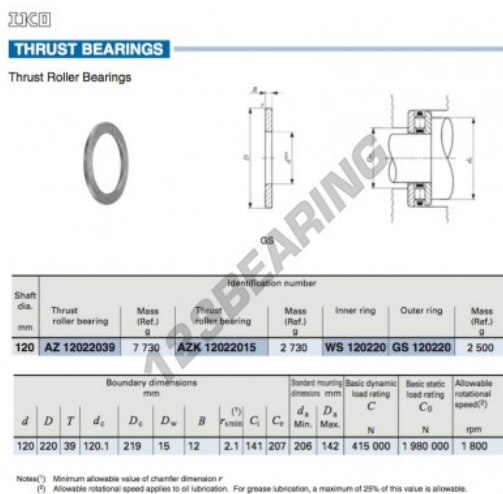 IKO
THRUST BEARINGS
Thrust Roller Bearings
B
r
D
D1
da
GS
123BEARING
Identification number
Shaft dia. mm
Thrust roller bearing
Mass (Ref.) g
Thrust roller bearing
Mass (Ref.) g
Inner ring
Outer ring
Mass (Ref.) g
120 AZ 12022039 7 730 AZK 12022015 2 730 WS 120220 GS 120220 2 500
Boundary dimensions mm
Standard mounting dimensions mm
Basic dynamic load rating C N
Basic static load rating C0 N
Allowable rotational speed(2) rpm
d D T dc Dc Dw B (1) rsmin Ci Ce da Min. Da Max.
120 220 39 120.1 219 15 12 2.1 141 207 206 142 415 000 1 980 000 1 800
Notes(1) Minimum allowable value of chamfer dimension r
(2) Allowable rotational speed applies to oil lubrication. For grease lubrication, a maximum of 25% of this value is allowable.